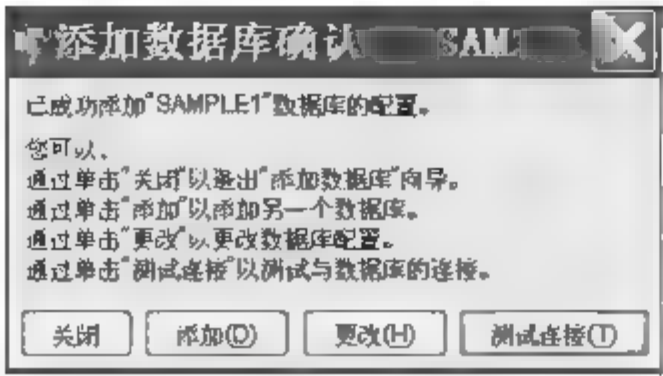 添加数据库确认 SAM
已成功添加"SAMPLE1"数据库的配置。
您可以、
通过单击"关闭"以退出"添加数据库"向导。
通过单击"添加"以添加另一个数据库。
通过单击"更改"以更改数据库配置。
通过单击"测试连接"以测试与数据库的连接。
关闭 添加(D) 更改(H) 测试连接(T)